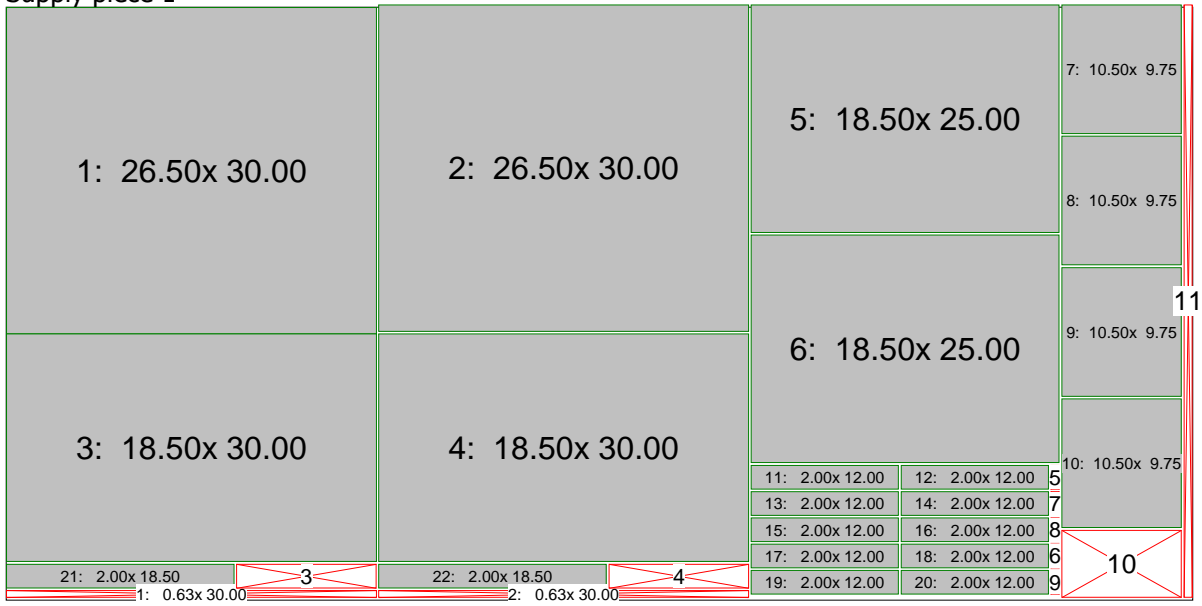 Supply piece 1
1: 26.50x 30.00
2: 26.50x 30.00
5: 18.50x 25.00
7: 10.50x 9.75
8: 10.50x 9.75
11
6: 18.50x 25.00
9: 10.50x 9.75
3: 18.50x 30.00
4: 18.50x 30.00
10: 10.50x 9.75
11: 2.00x 12.00
12: 2.00x 12.00
5
13: 2.00x 12.00
14: 2.00x 12.00
7
15: 2.00x 12.00
16: 2.00x 12.00
8
17: 2.00x 12.00
18: 2.00x 12.00
6
10
21: 2.00x 18.50
3
22: 2.00x 18.50
4
19: 2.00x 12.00
20: 2.00x 12.00
9
1: 0.63x 30.00
2: 0.63x 30.00